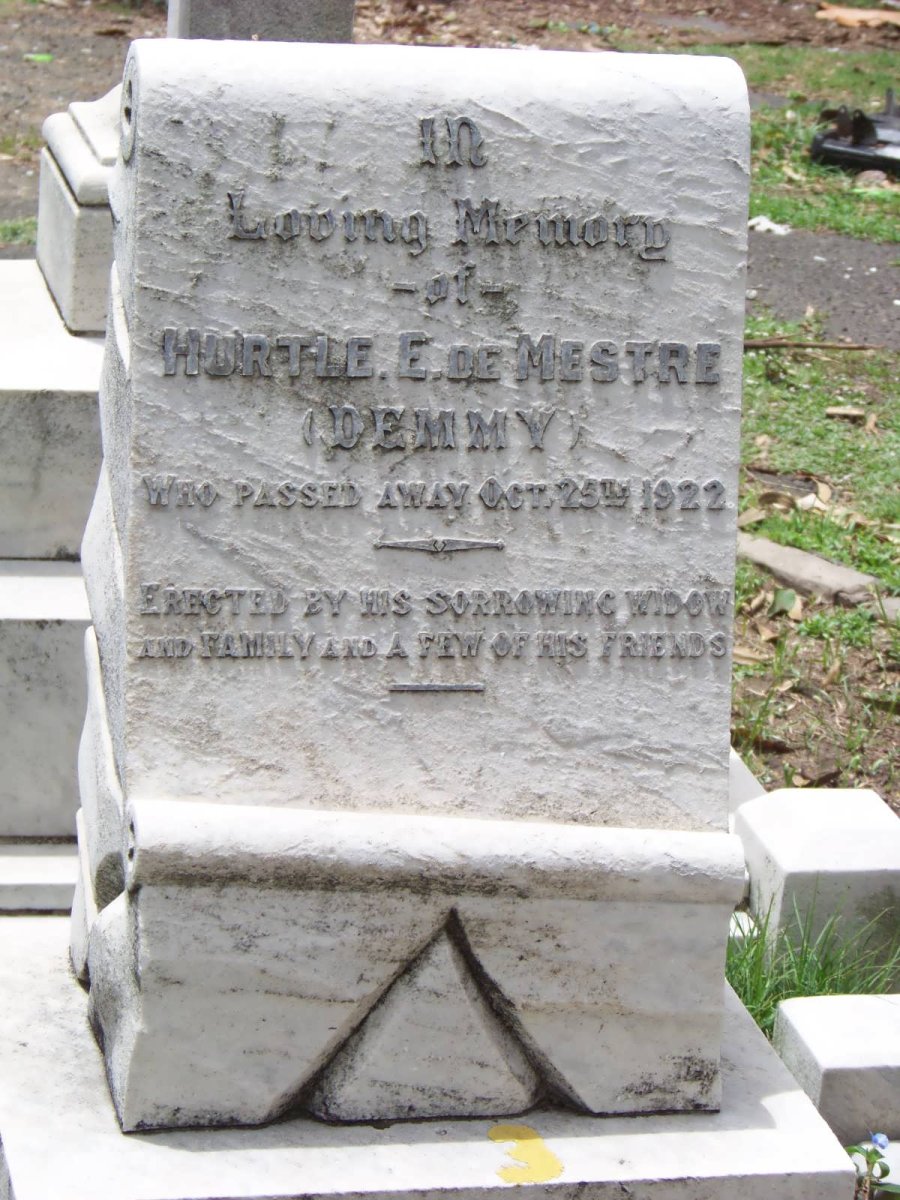 In
Loving Memory
- of -
HURTLE. E. DE MESTRE
(DEMMY)
WHO PASSED AWAY OCT. 25TH 1922
ERECTED BY HIS SORROWING WIDOW
AND FAMILY AND A FEW OF HIS FRIENDS
3